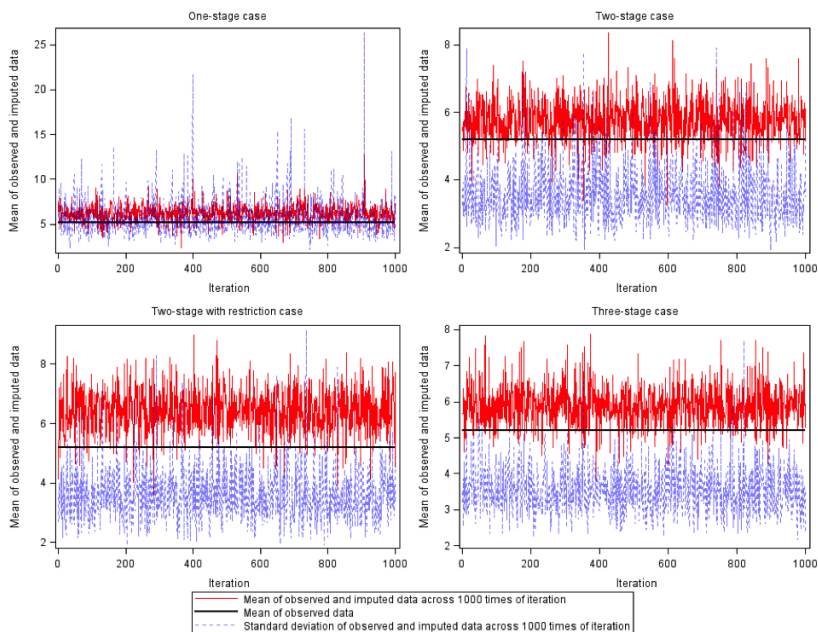 One-stage case
Two-stage case
Mean of observed and imputed data
25
20
15
10
5
0 200 400 600 800 1000
Iteration
Mean of observed and imputed data
8
6
4
2
0 200 400 600 800 1000
Iteration
Two-stage with restriction case
Three-stage case
Mean of observed and imputed data
8
6
4
2
0 200 400 600 800 1000
Iteration
Mean of observed and imputed data
8
7
6
5
4
3
2
0 200 400 600 800 1000
Iteration
Mean of observed and imputed data across 1000 times of iteration
Mean of observed data
Standard deviation of observed and imputed data across 1000 times of iteration